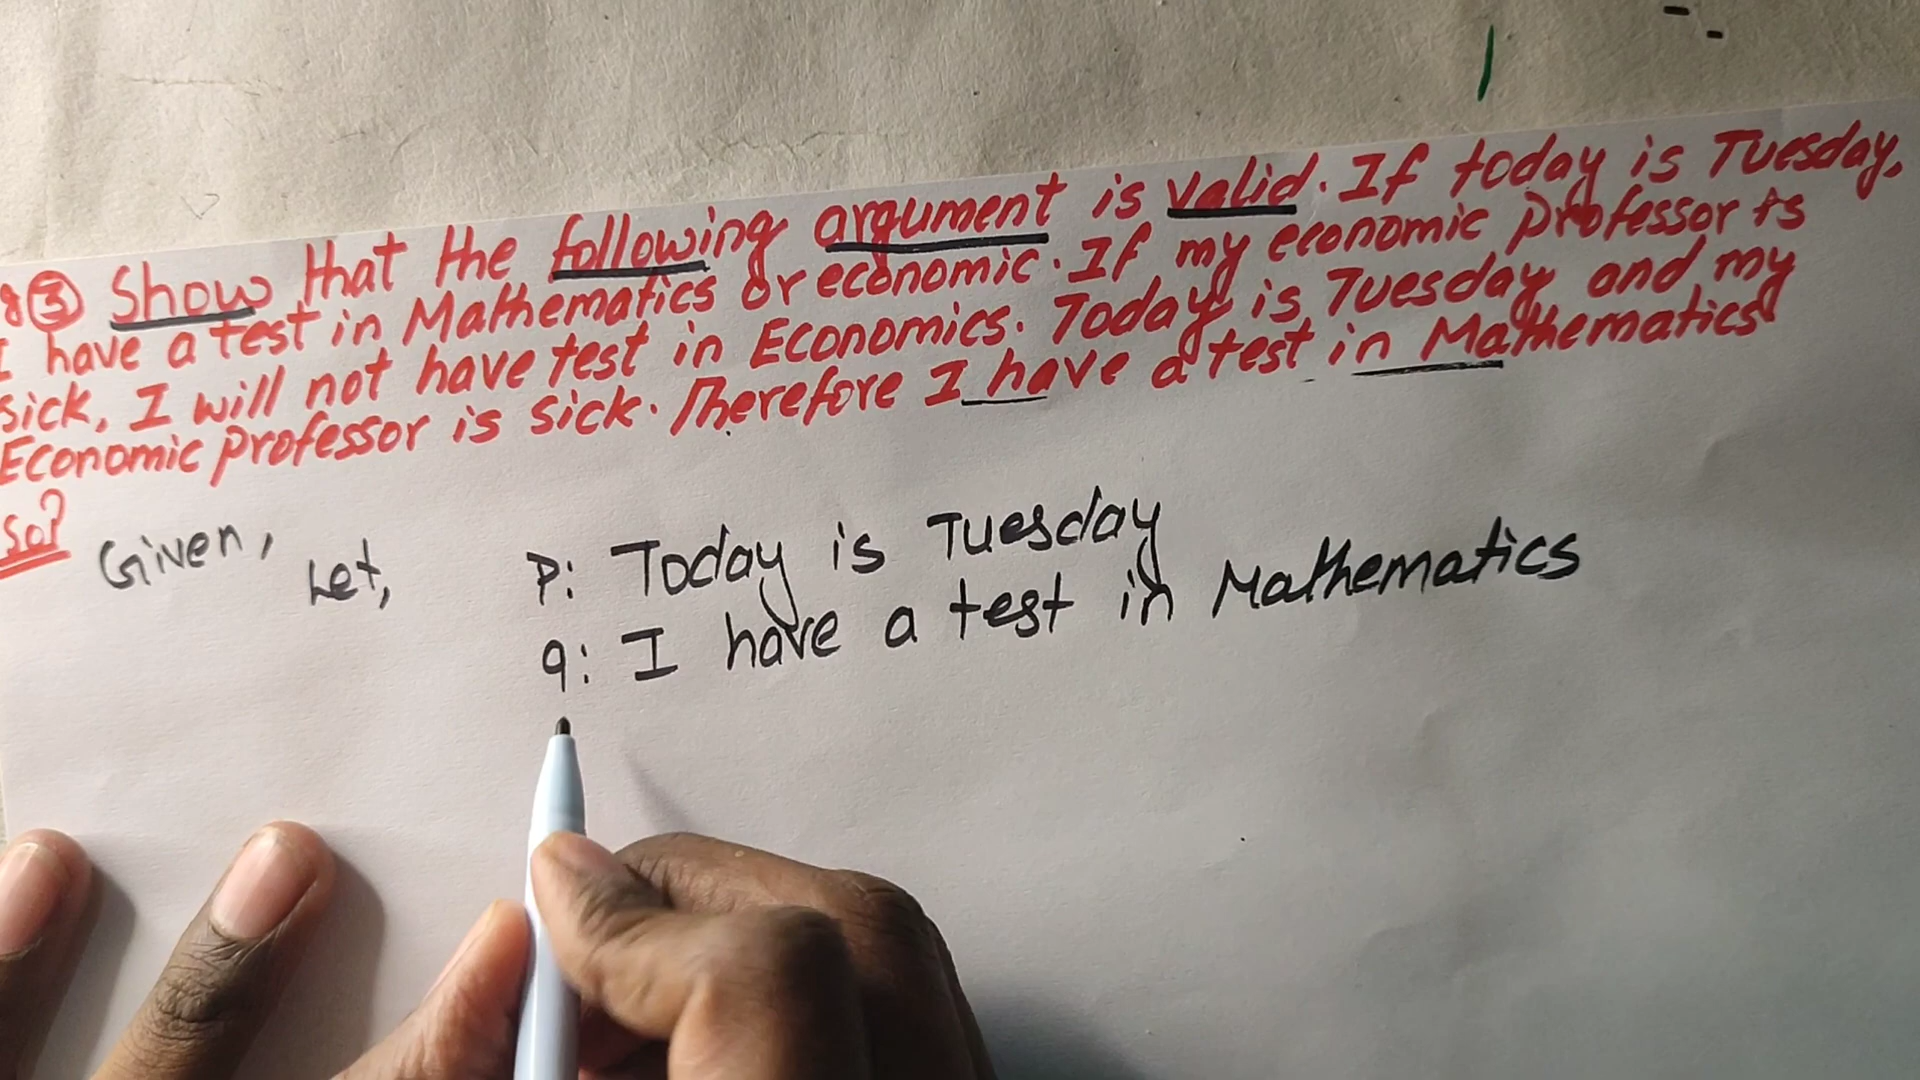 ③ Show that the following argument is valid. If today is Tuesday,
I have a test in Mathematics or economic. If my economic professor is
sick, I will not have test in Economics. Today is Tuesday and my
Economic professor is sick. Therefore I have a test in Mathematics
Given, Let, P: Today is Tuesday
q: I have a test in Mathematics